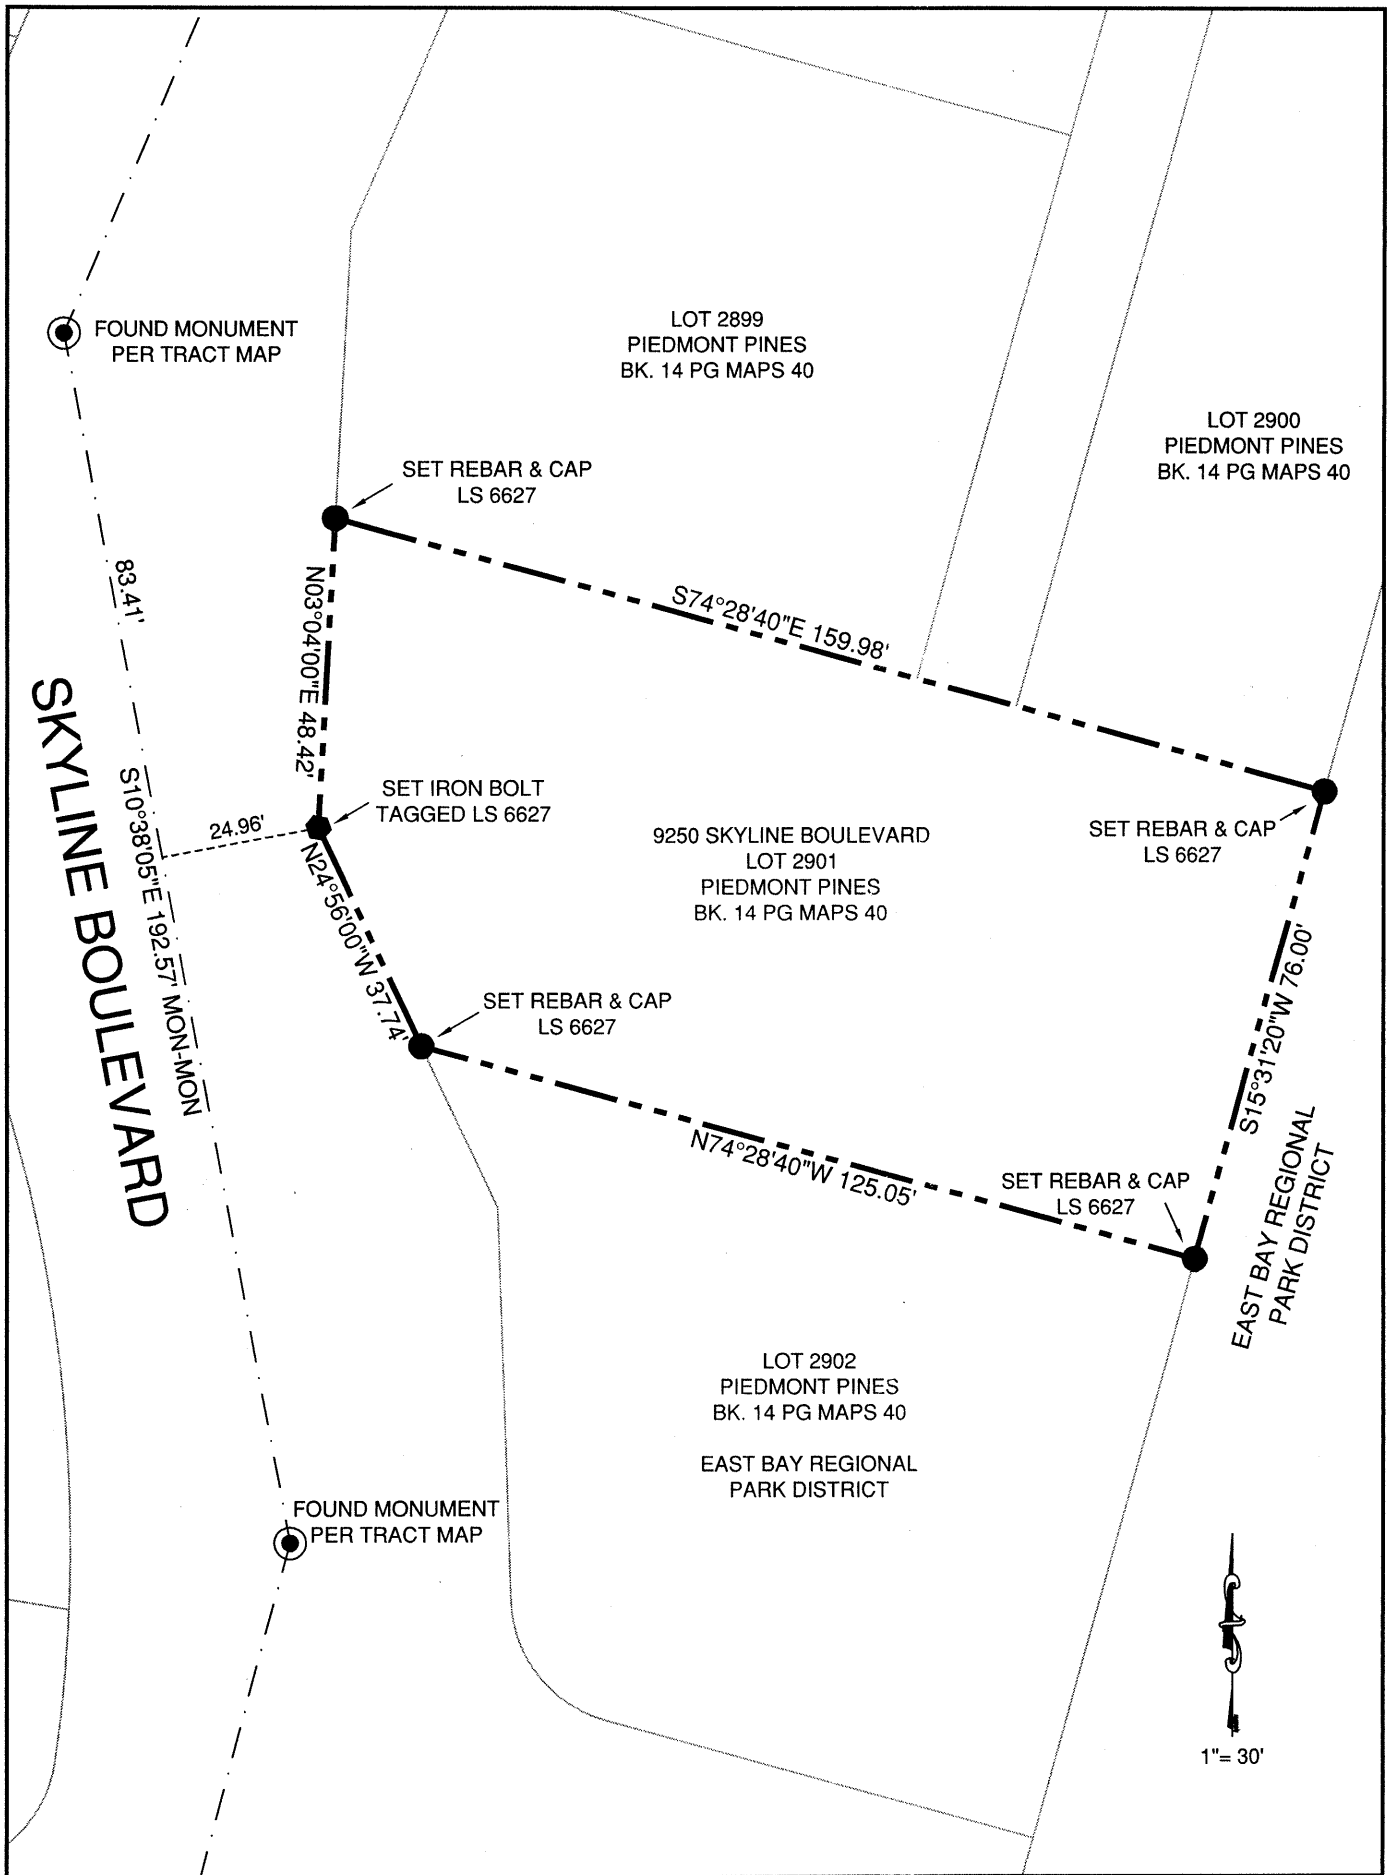 FOUND MONUMENT
PER TRACT MAP
LOT 2899
PIEDMONT PINES
BK. 14 PG MAPS 40
LOT 2900
PIEDMONT PINES
BK. 14 PG MAPS 40
SET REBAR & CAP
LS 6627
83.41'
N03°04'00"E 48.42'
S74°28'40"E 159.98'
SKYLINE BOULEVARD
S10°38'05"E 192.57' MON-MON
24.96'
SET IRON BOLT
TAGGED LS 6627
9250 SKYLINE BOULEVARD
LOT 2901
PIEDMONT PINES
BK. 14 PG MAPS 40
SET REBAR & CAP
LS 6627
N24°56'00"W 37.74'
SET REBAR & CAP
LS 6627
S15°31'20"W 76.00'
N74°28'40"W 125.05'
SET REBAR & CAP
LS 6627
EAST BAY REGIONAL
PARK DISTRICT
LOT 2902
PIEDMONT PINES
BK. 14 PG MAPS 40
EAST BAY REGIONAL
PARK DISTRICT
FOUND MONUMENT
PER TRACT MAP
1"= 30'